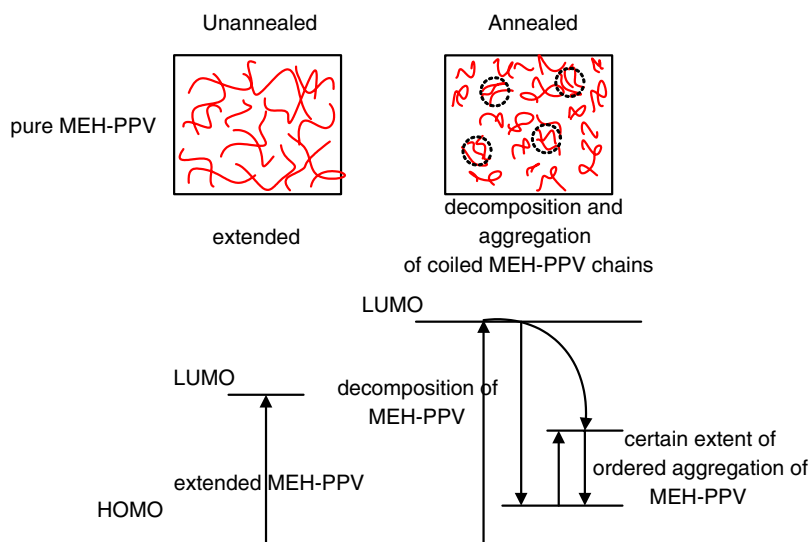 Unannealed
Annealed
pure MEH-PPV
extended
decomposition and
aggregation
of coiled MEH-PPV chains
LUMO
LUMO
decomposition of
MEH-PPV
certain extent of
ordered aggregation of
MEH-PPV
extended MEH-PPV
HOMO